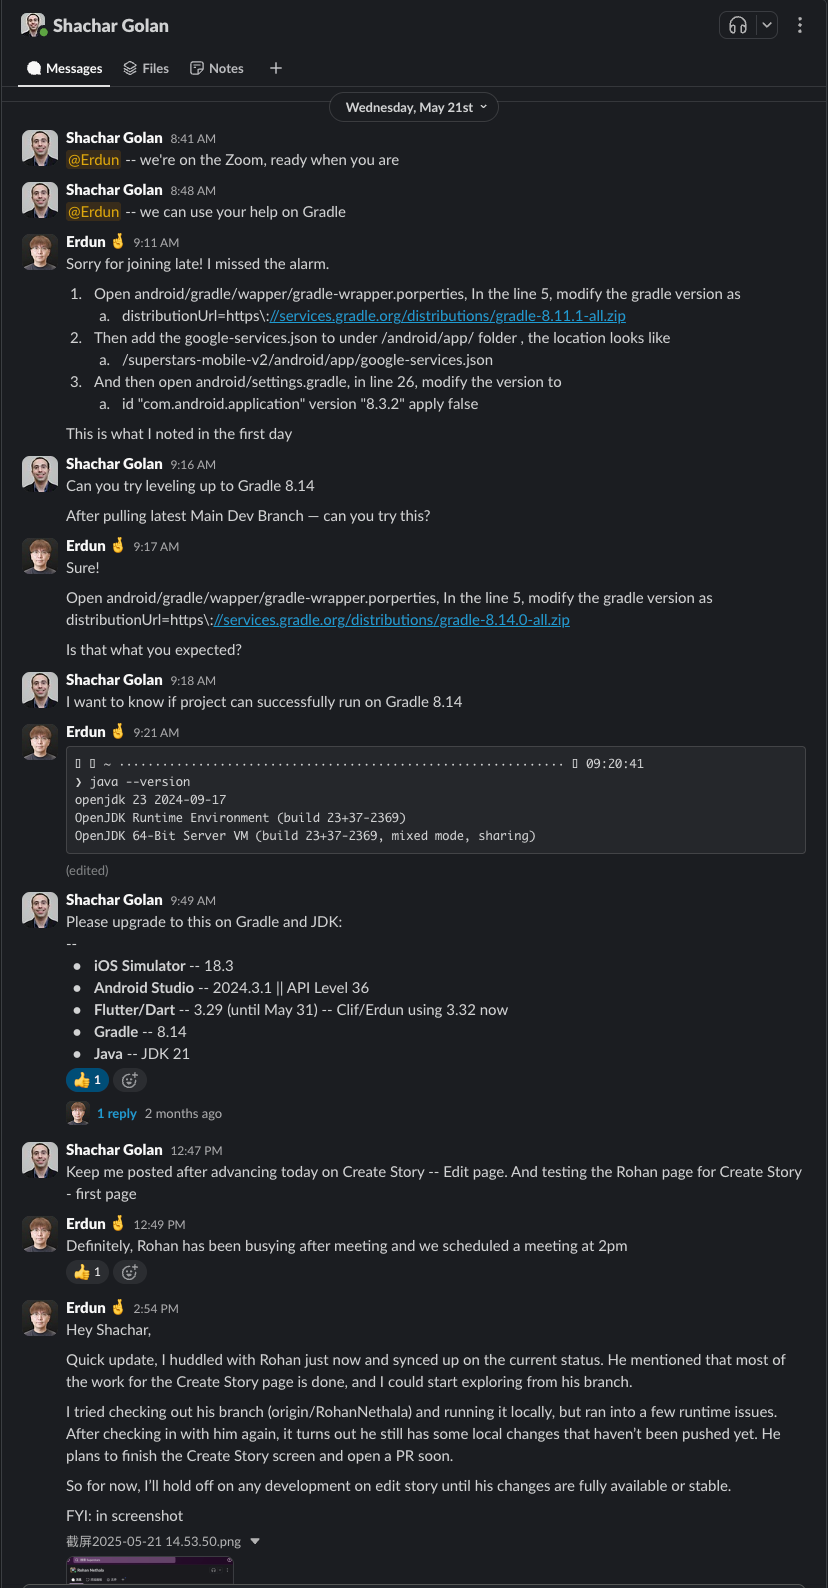 Shachar Golan
Messages Files Notes
Wednesday, May 21st
Shachar Golan 8:41 AM
@Erdun -- we're on the Zoom, ready when you are
Shachar Golan 8:48 AM
@Erdun -- we can use your help on Gradle
Erdun 🤞 9:11 AM
Sorry for joining late! I missed the alarm.
1. Open android/gradle/wapper/gradle-wrapper.porperties, In the line 5, modify the gradle version as
a. distributionUrl=https\://services.gradle.org/distributions/gradle-8.11.1-all.zip
2. Then add the google-services.json to under /android/app/ folder , the location looks like
a. /superstars-mobile-v2/android/app/google-services.json
3. And then open android/settings.gradle, in line 26, modify the version to
a. id "com.android.application" version "8.3.2" apply false
This is what I noted in the first day
Shachar Golan 9:16 AM
Can you try leveling up to Gradle 8.14
After pulling latest Main Dev Branch — can you try this?
Erdun 🤞 9:17 AM
Sure!
Open android/gradle/wapper/gradle-wrapper.porperties, In the line 5, modify the gradle version as
distributionUrl=https\://services.gradle.org/distributions/gradle-8.14.0-all.zip
Is that what you expected?
Shachar Golan 9:18 AM
I want to know if project can successfully run on Gradle 8.14
Erdun 🤞 9:21 AM
~ ······························································ 09:20:41
❯ java --version
openjdk 23 2024-09-17
OpenJDK Runtime Environment (build 23+37-2369)
OpenJDK 64-Bit Server VM (build 23+37-2369, mixed mode, sharing)
(edited)
Shachar Golan 9:49 AM
Please upgrade to this on Gradle and JDK:
--
• iOS Simulator -- 18.3
• Android Studio -- 2024.3.1 || API Level 36
• Flutter/Dart -- 3.29 (until May 31) -- Clif/Erdun using 3.32 now
• Gradle -- 8.14
• Java -- JDK 21
👍 1
1 reply 2 months ago
Shachar Golan 12:47 PM
Keep me posted after advancing today on Create Story -- Edit page. And testing the Rohan page for Create Story
- first page
Erdun 🤞 12:49 PM
Definitely, Rohan has been busying after meeting and we scheduled a meeting at 2pm
👍 1
Erdun 🤞 2:54 PM
Hey Shachar,
Quick update, I huddled with Rohan just now and synced up on the current status. He mentioned that most of
the work for the Create Story page is done, and I could start exploring from his branch.
I tried checking out his branch (origin/RohanNethala) and running it locally, but ran into a few runtime issues.
After checking in with him again, it turns out he still has some local changes that haven't been pushed yet. He
plans to finish the Create Story screen and open a PR soon.
So for now, I'll hold off on any development on edit story until his changes are fully available or stable.
FYI: in screenshot
截屏2025-05-21 14.53.50.png
Rohan Nethala